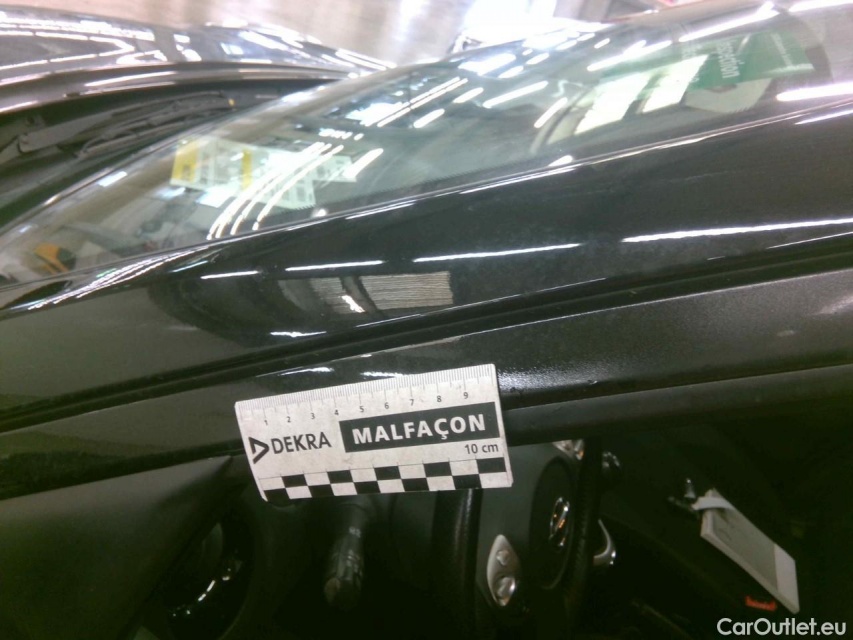 1 2 3 4 5 6 7 8 9
DEKRA MALFAÇON
10 cm
CarOutlet.eu